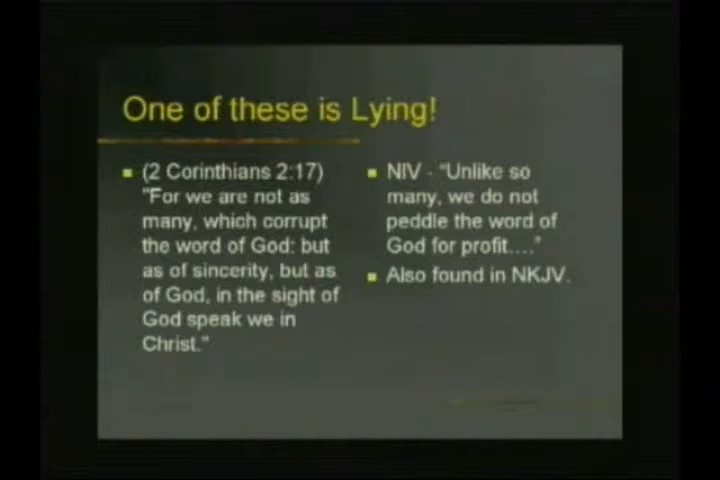 One of these is Lying!
(2 Corinthians 2:17)
"For we are not as
many, which corrupt
the word of God: but
as of sincerity, but as
of God, in the sight of
God speak we in
Christ."
NIV - "Unlike so
many, we do not
peddle the word of
God for profit...."
Also found in NKJV.